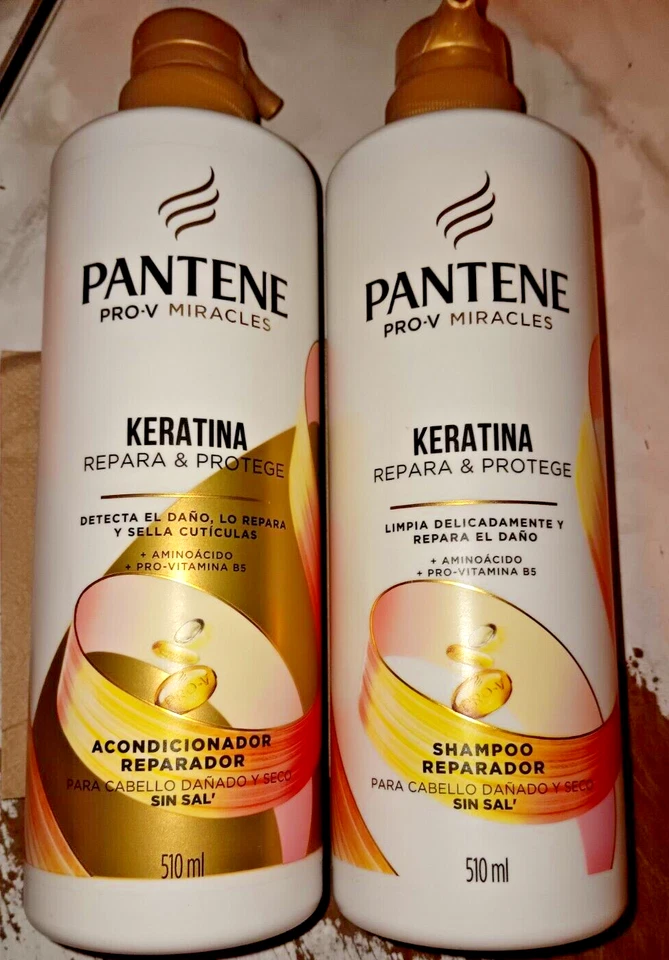 PANTENE
PRO-V MIRACLES
KERATINA
REPARA & PROTEGE
DETECTA EL DAÑO, LO REPARA
Y SELLA CUTÍCULAS
+ AMINOÁCIDO
+ PRO-VITAMINA B5
ACONDICIONADOR
REPARADOR
PARA CABELLO DAÑADO Y SECO
SIN SAL'
510 ml
PANTENE
PRO-V MIRACLES
KERATINA
REPARA & PROTEGE
LIMPIA DELICADAMENTE Y
REPARA EL DAÑO
+ AMINOÁCIDO
+ PRO-VITAMINA B5
SHAMPOO
REPARADOR
PARA CABELLO DAÑADO Y SECO
SIN SAL'
510 ml